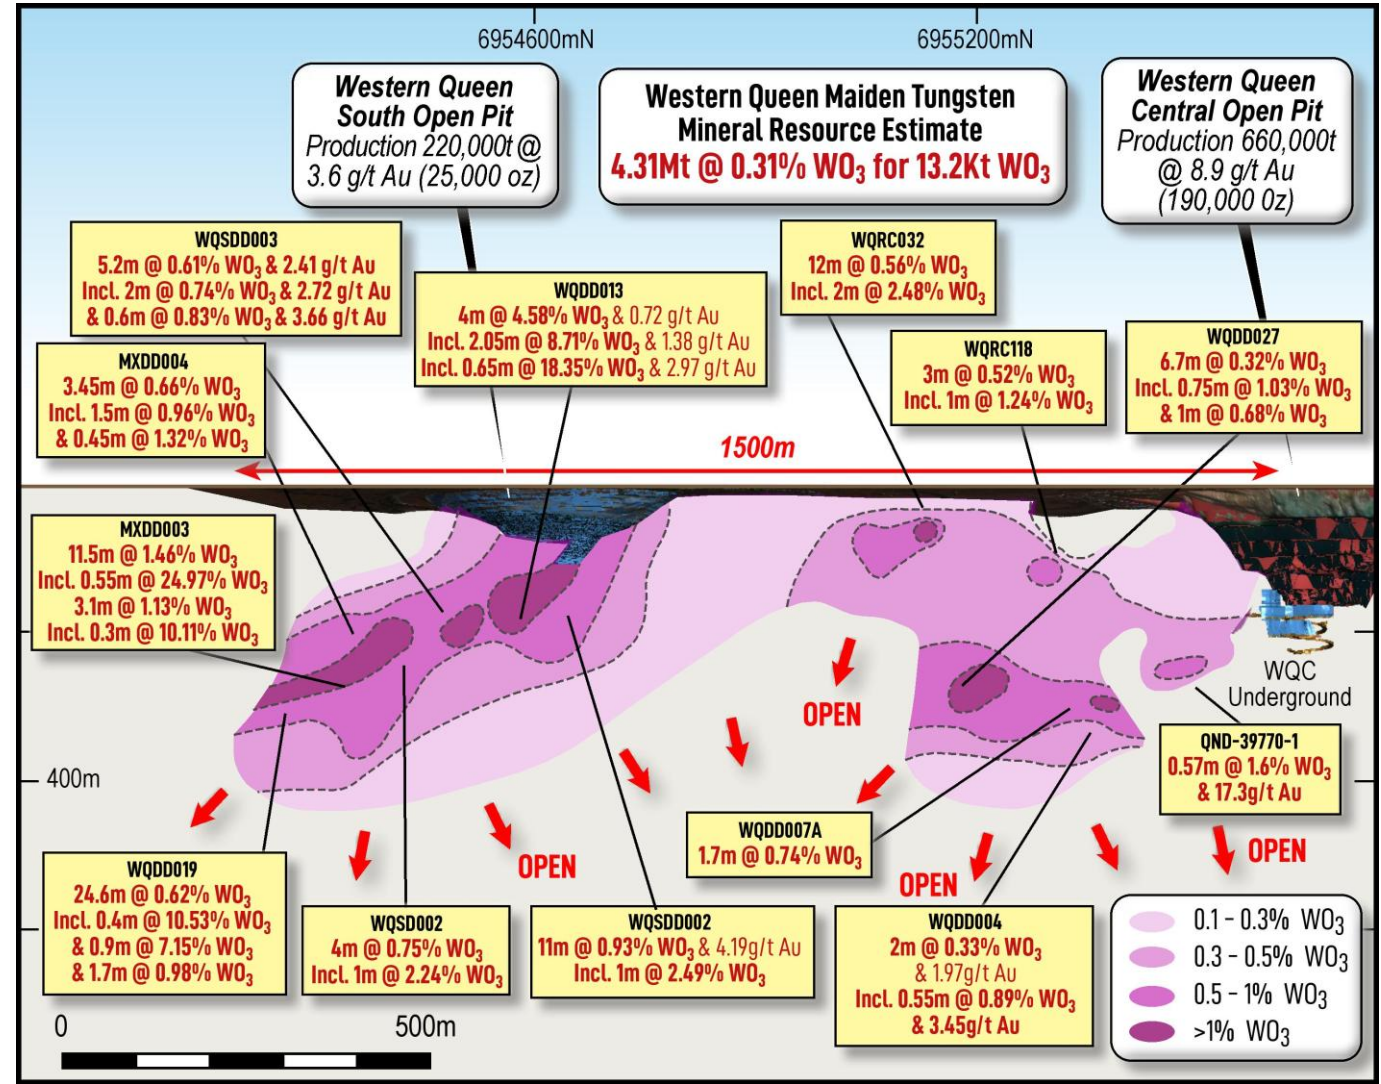 6954600mN
6955200mN
Western Queen
South Open Pit
Production 220,000t @
3.6 g/t Au (25,000 oz)
Western Queen Maiden Tungsten
Mineral Resource Estimate
4.31Mt @ 0.31% WO₃ for 13.2Kt WO₃
Western Queen
Central Open Pit
Production 660,000t
@ 8.9 g/t Au
(190,000 0z)
WQSDD003
5.2m @ 0.61% WO₃ & 2.41 g/t Au
Incl. 2m @ 0.74% WO₃ & 2.72 g/t Au
& 0.6m @ 0.83% WO₃ & 3.66 g/t Au
WQDD013
4m @ 4.58% WO₃ & 0.72 g/t Au
Incl. 2.05m @ 8.71% WO₃ & 1.38 g/t Au
Incl. 0.65m @ 18.35% WO₃ & 2.97 g/t Au
WQRC032
12m @ 0.56% WO₃
Incl. 2m @ 2.48% WO₃
WQRC118
3m @ 0.52% WO₃
Incl. 1m @ 1.24% WO₃
WQDD027
6.7m @ 0.32% WO₃
Incl. 0.75m @ 1.03% WO₃
& 1m @ 0.68% WO₃
MXDD004
3.45m @ 0.66% WO₃
Incl. 1.5m @ 0.96% WO₃
& 0.45m @ 1.32% WO₃
1500m
MXDD003
11.5m @ 1.46% WO₃
Incl. 0.55m @ 24.97% WO₃
3.1m @ 1.13% WO₃
Incl. 0.3m @ 10.11% WO₃
WQC
Underground
OPEN
400m
QND-39770-1
0.57m @ 1.6% WO₃
& 17.3g/t Au
WQDD007A
1.7m @ 0.74% WO₃
OPEN
OPEN
OPEN
WQDD019
24.6m @ 0.62% WO₃
Incl. 0.4m @ 10.53% WO₃
& 0.9m @ 7.15% WO₃
& 1.7m @ 0.98% WO₃
WQSD002
4m @ 0.75% WO₃
Incl. 1m @ 2.24% WO₃
WQSDD002
11m @ 0.93% WO₃ & 4.19g/t Au
Incl. 1m @ 2.49% WO₃
WQDD004
2m @ 0.33% WO₃
& 1.97g/t Au
Incl. 0.55m @ 0.89% WO₃
& 3.45g/t Au
0.1 – 0.3% WO₃
0.3 – 0.5% WO₃
0.5 – 1% WO₃
>1% WO₃
0
500m